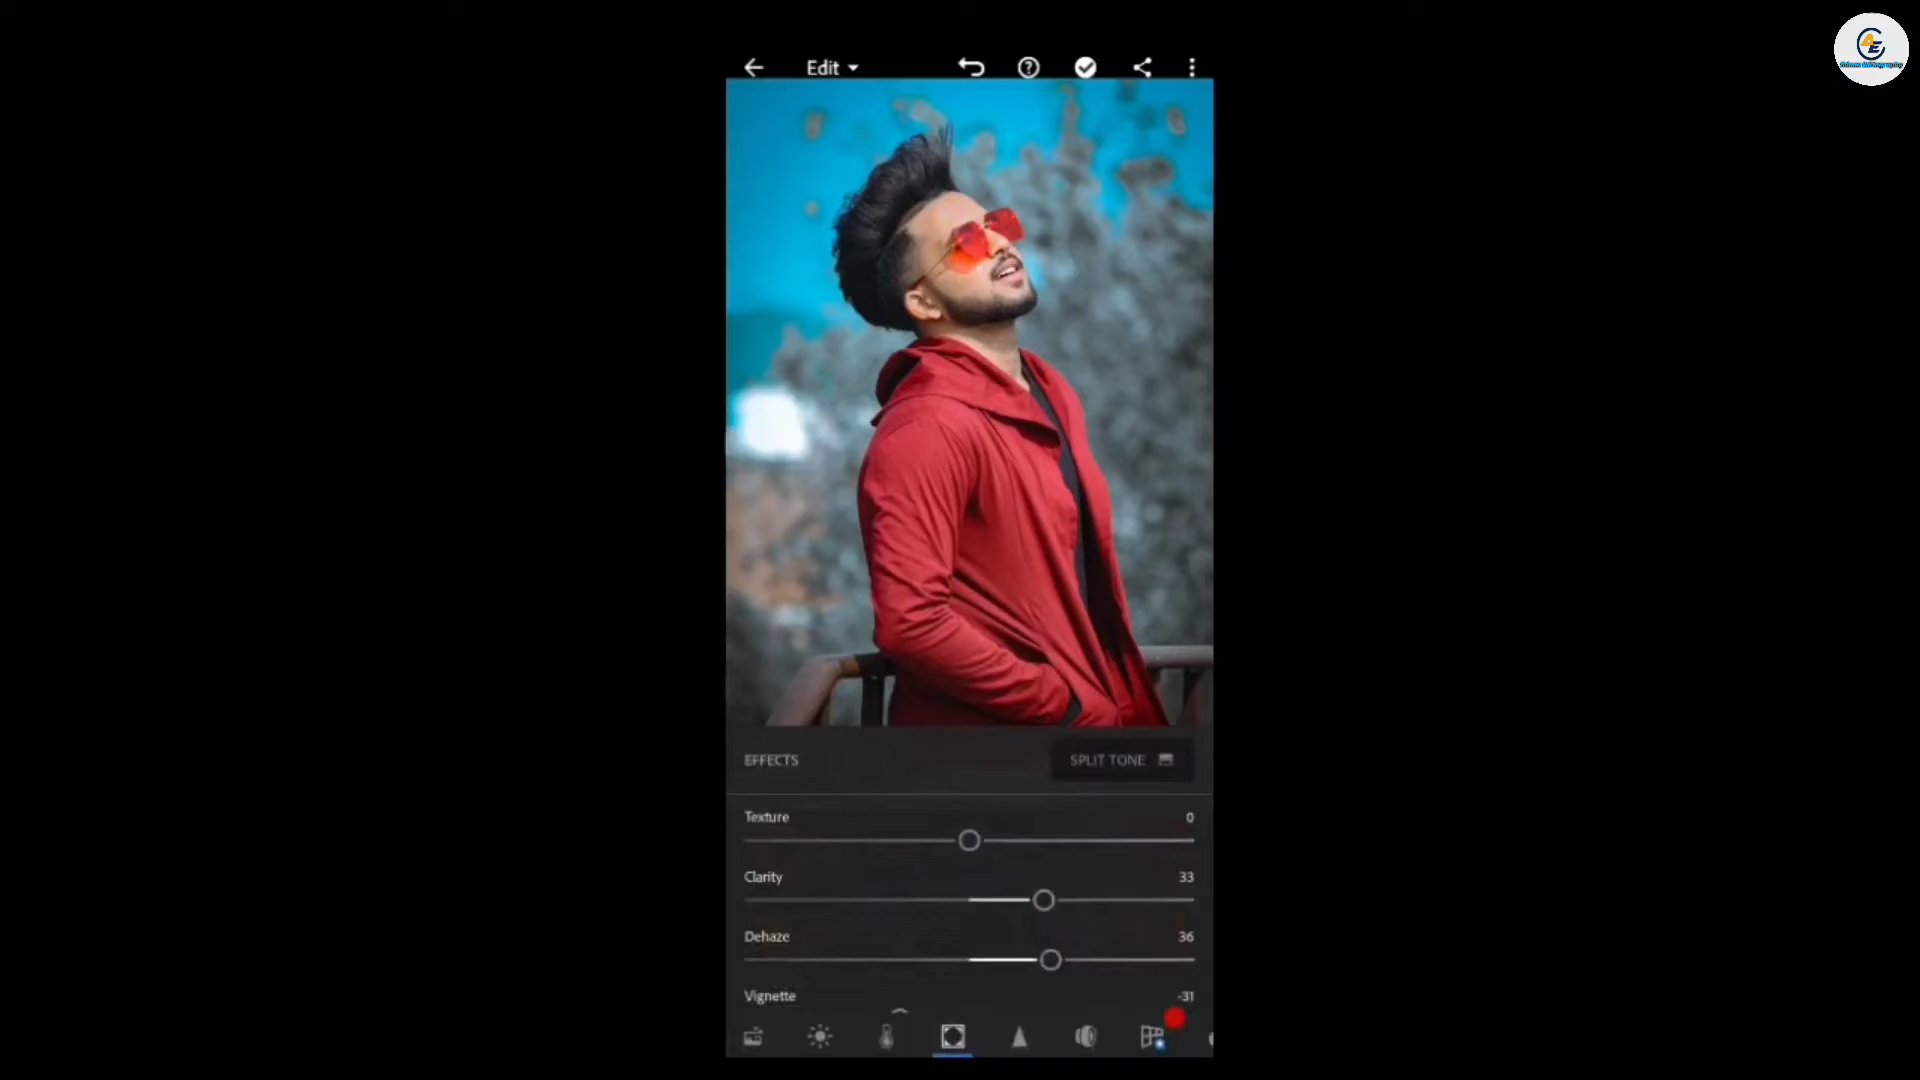 Edit
EFFECTS
SPLIT TONE
Texture 0
Clarity 33
Dehaze 36
Vignette -31